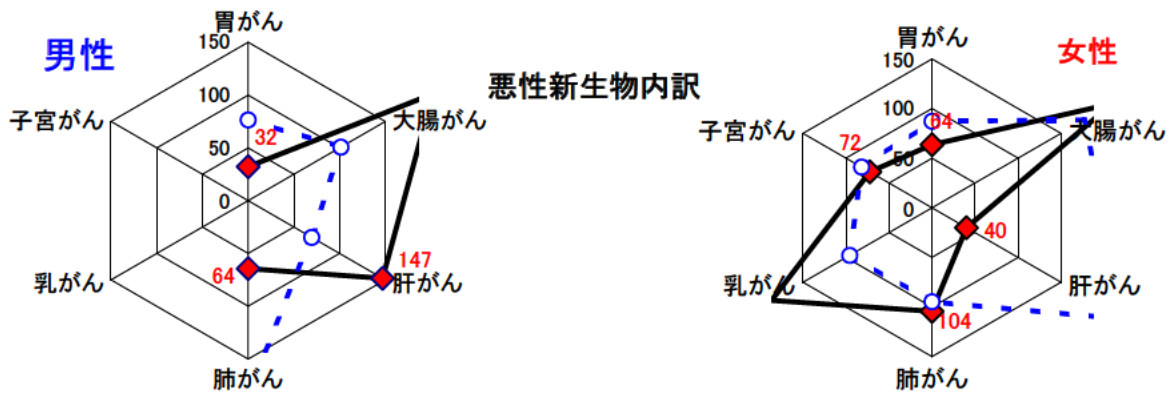 悪性新生物内訳
男性
胃がん
150
100
50
0
子宮がん
大腸がん
乳がん
肝がん
肺がん
32
147
64
女性
胃がん
150
100
50
0
子宮がん
大腸がん
乳がん
肝がん
肺がん
64
72
40
104